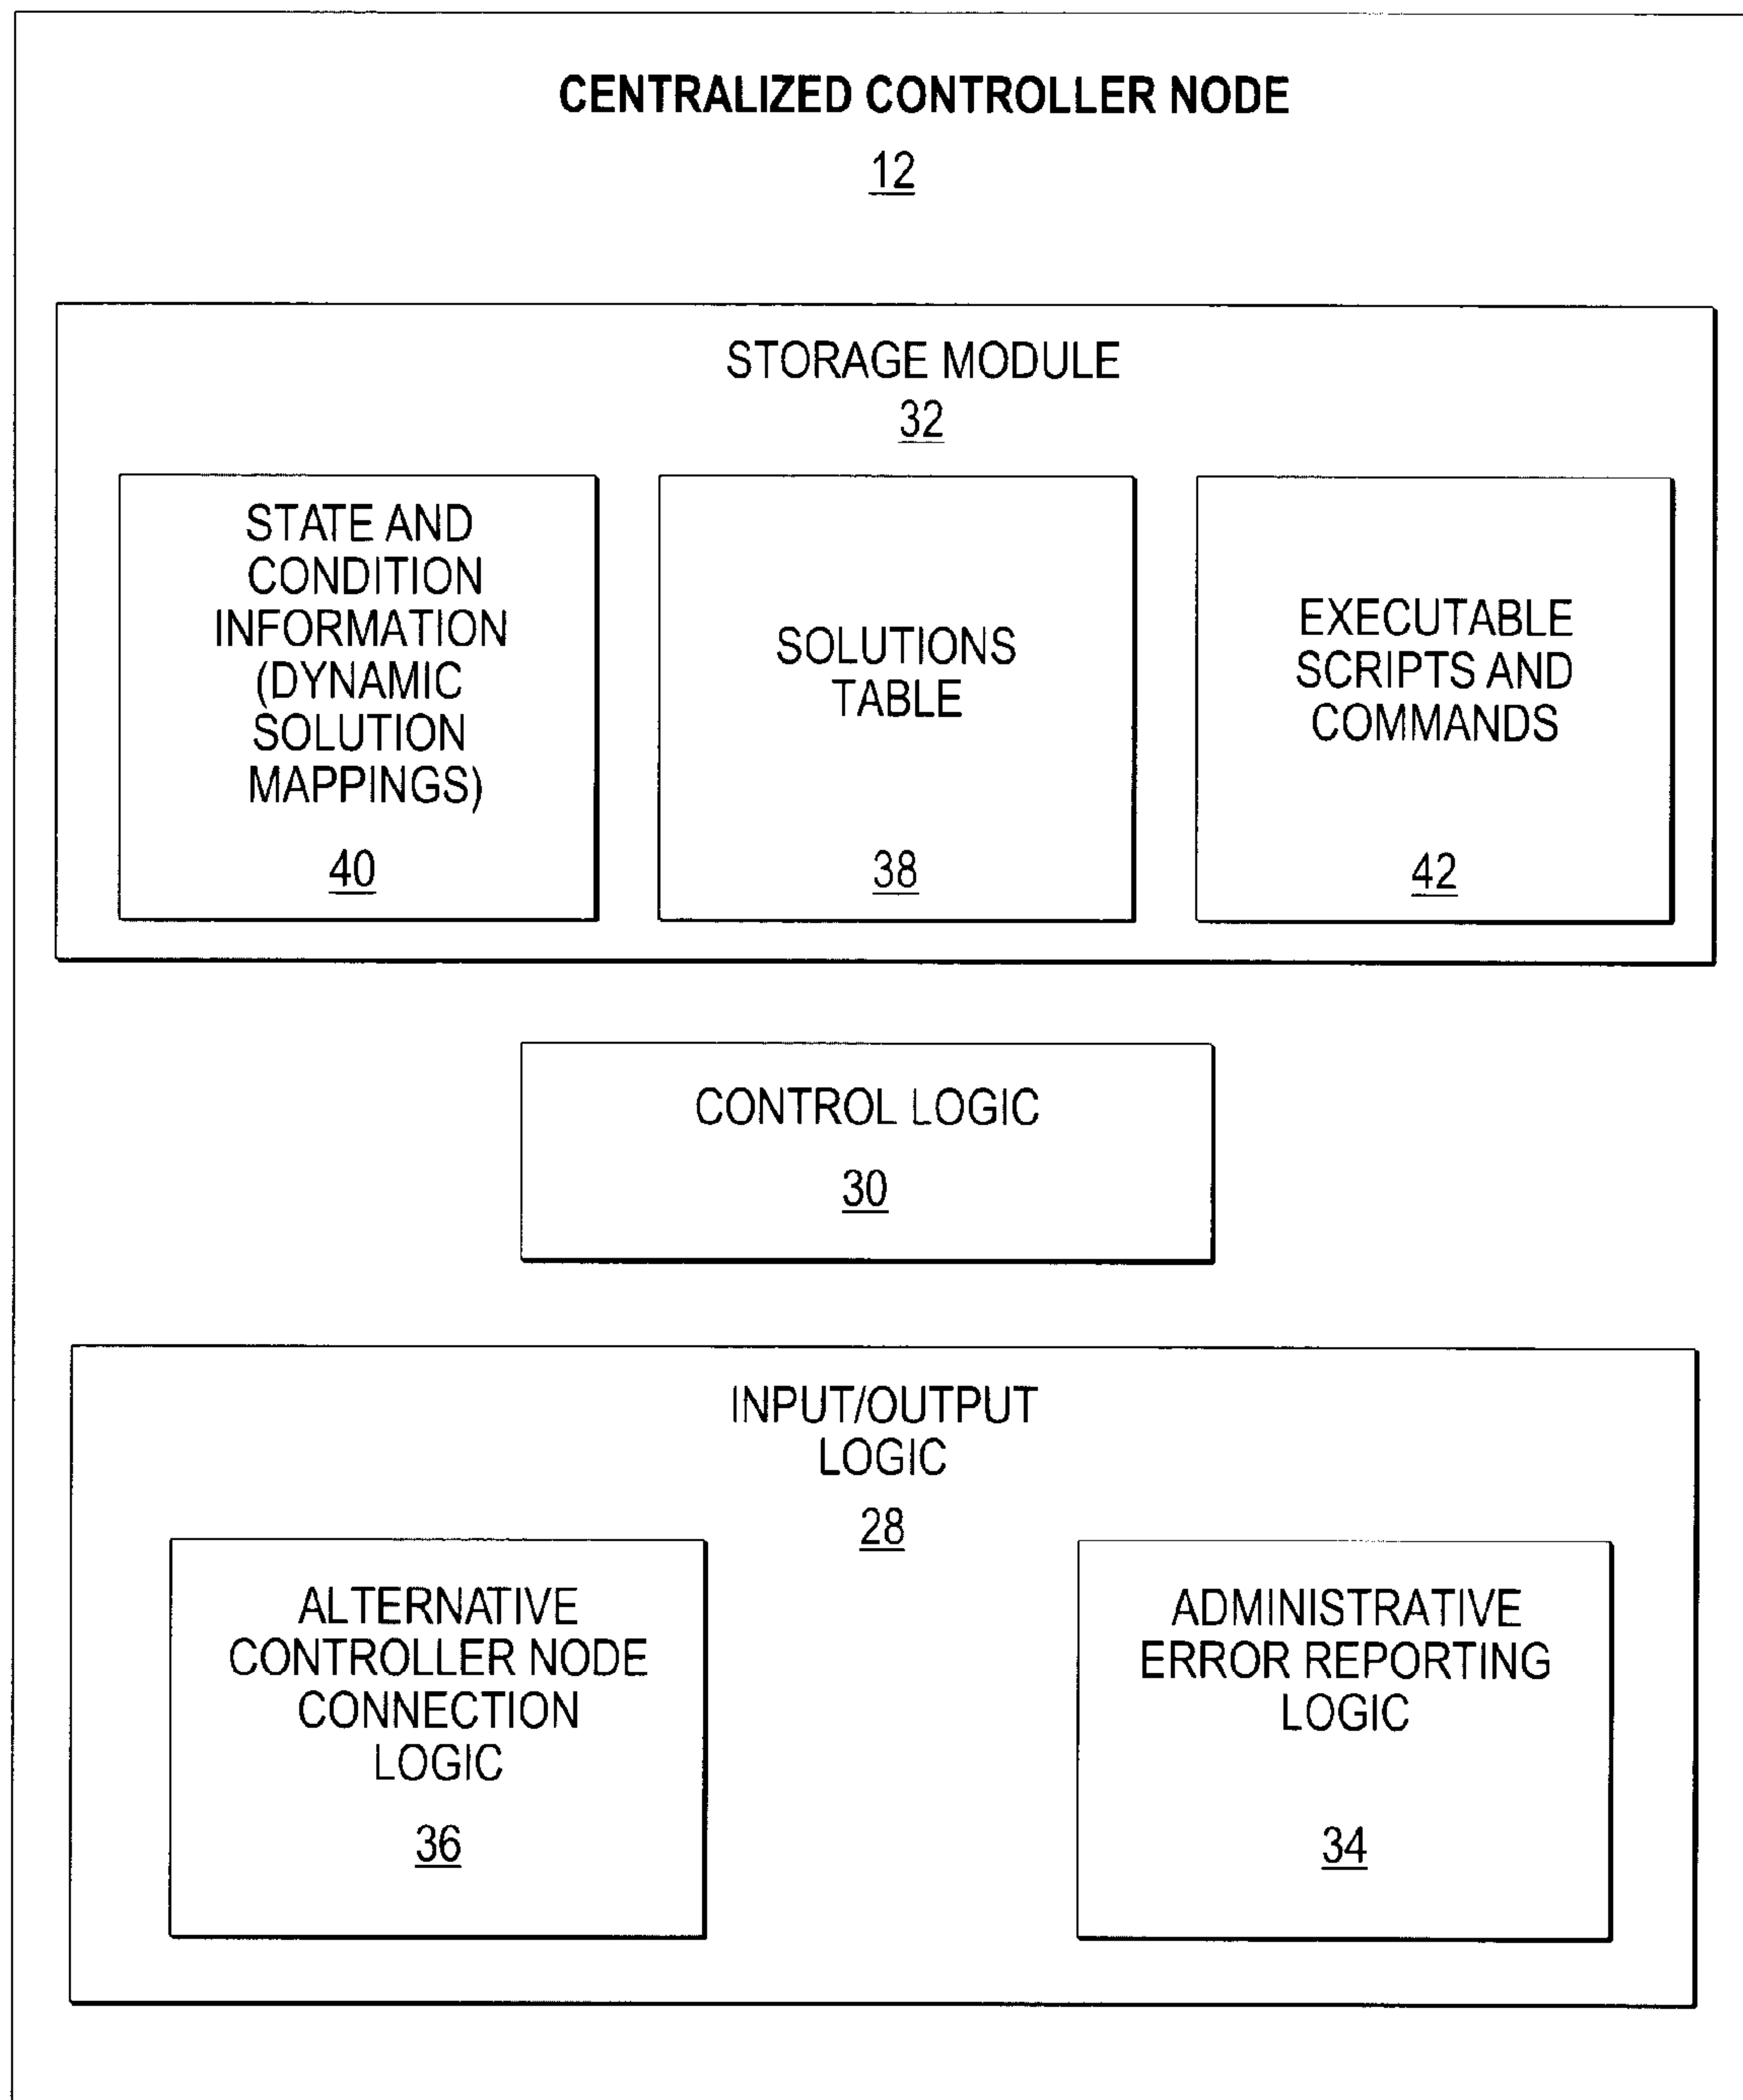 CENTRALIZED CONTROLLER NODE
12
STORAGE MODULE
32
STATE AND
CONDITION
INFORMATION
(DYNAMIC
SOLUTION
MAPPINGS)
40
SOLUTIONS
TABLE
38
EXECUTABLE
SCRIPTS AND
COMMANDS
42
CONTROL LOGIC
30
INPUT/OUTPUT
LOGIC
28
ALTERNATIVE
CONTROLLER NODE
CONNECTION
LOGIC
36
ADMINISTRATIVE
ERROR REPORTING
LOGIC
34